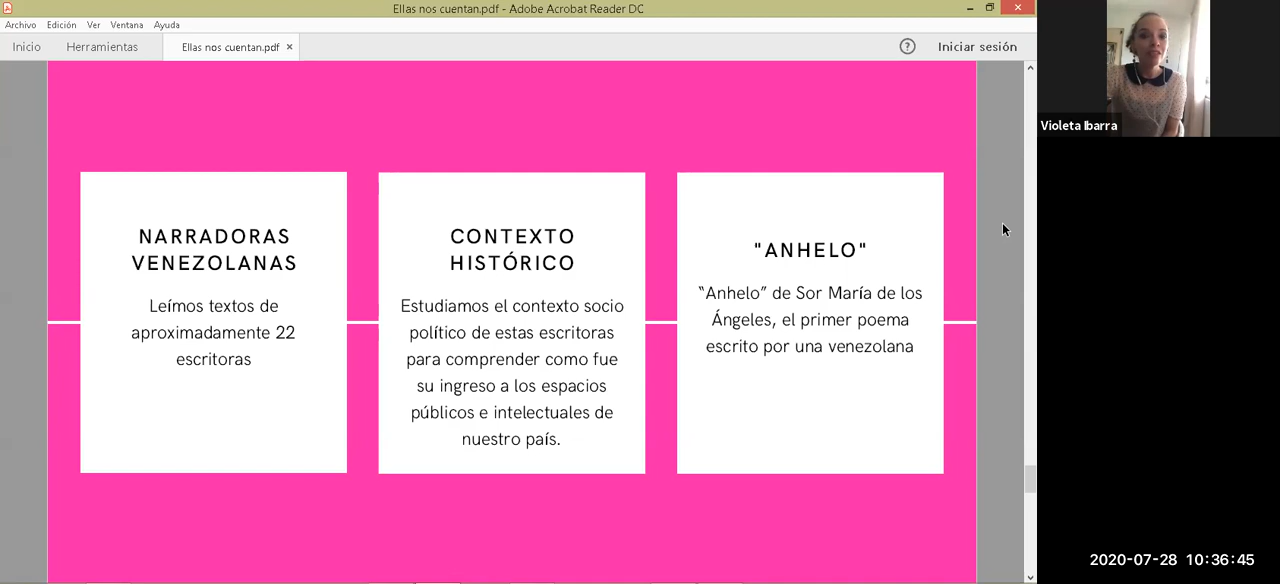 Ellas nos cuentan.pdf - Adobe Acrobat Reader DC
Archivo Edición Ver Ventana Ayuda
Inicio Herramientas Ellas nos cuentan.pdf × ? Iniciar sesión
NARRADORAS
VENEZOLANAS
Leímos textos de
aproximadamente 22
escritoras
CONTEXTO
HISTÓRICO
Estudiamos el contexto socio
político de estas escritoras
para comprender como fue
su ingreso a los espacios
públicos e intelectuales de
nuestro país.
"ANHELO"
“Anhelo” de Sor María de los
Ángeles, el primer poema
escrito por una venezolana
Violeta Ibarra
2020-07-28 10:36:45